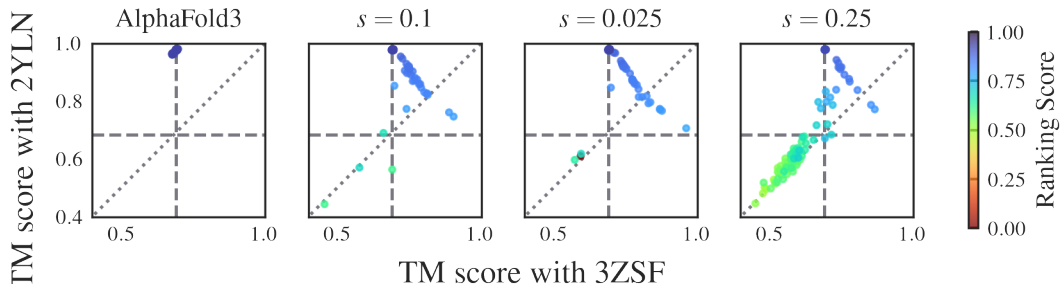 AlphaFold3
s = 0.1
s = 0.025
s = 0.25
TM score with 2YLN
1.0
0.8
0.6
0.4
0.5 1.0
0.5 1.0
0.5 1.0
0.5 1.0
TM score with 3ZSF
1.00
0.75
0.50
0.25
0.00
Ranking Score